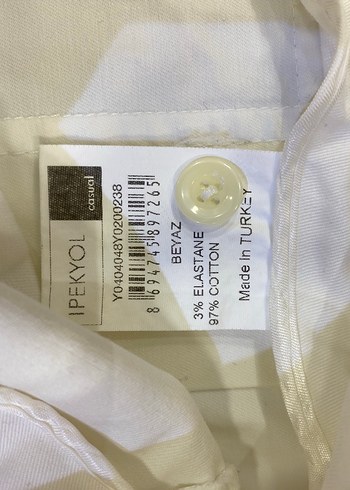 IPEKYOL
casual
Y0404048Y0200238
8 694745 897265
BEYAZ
3% ELASTANE
97% COTTON
Made In TURKEY